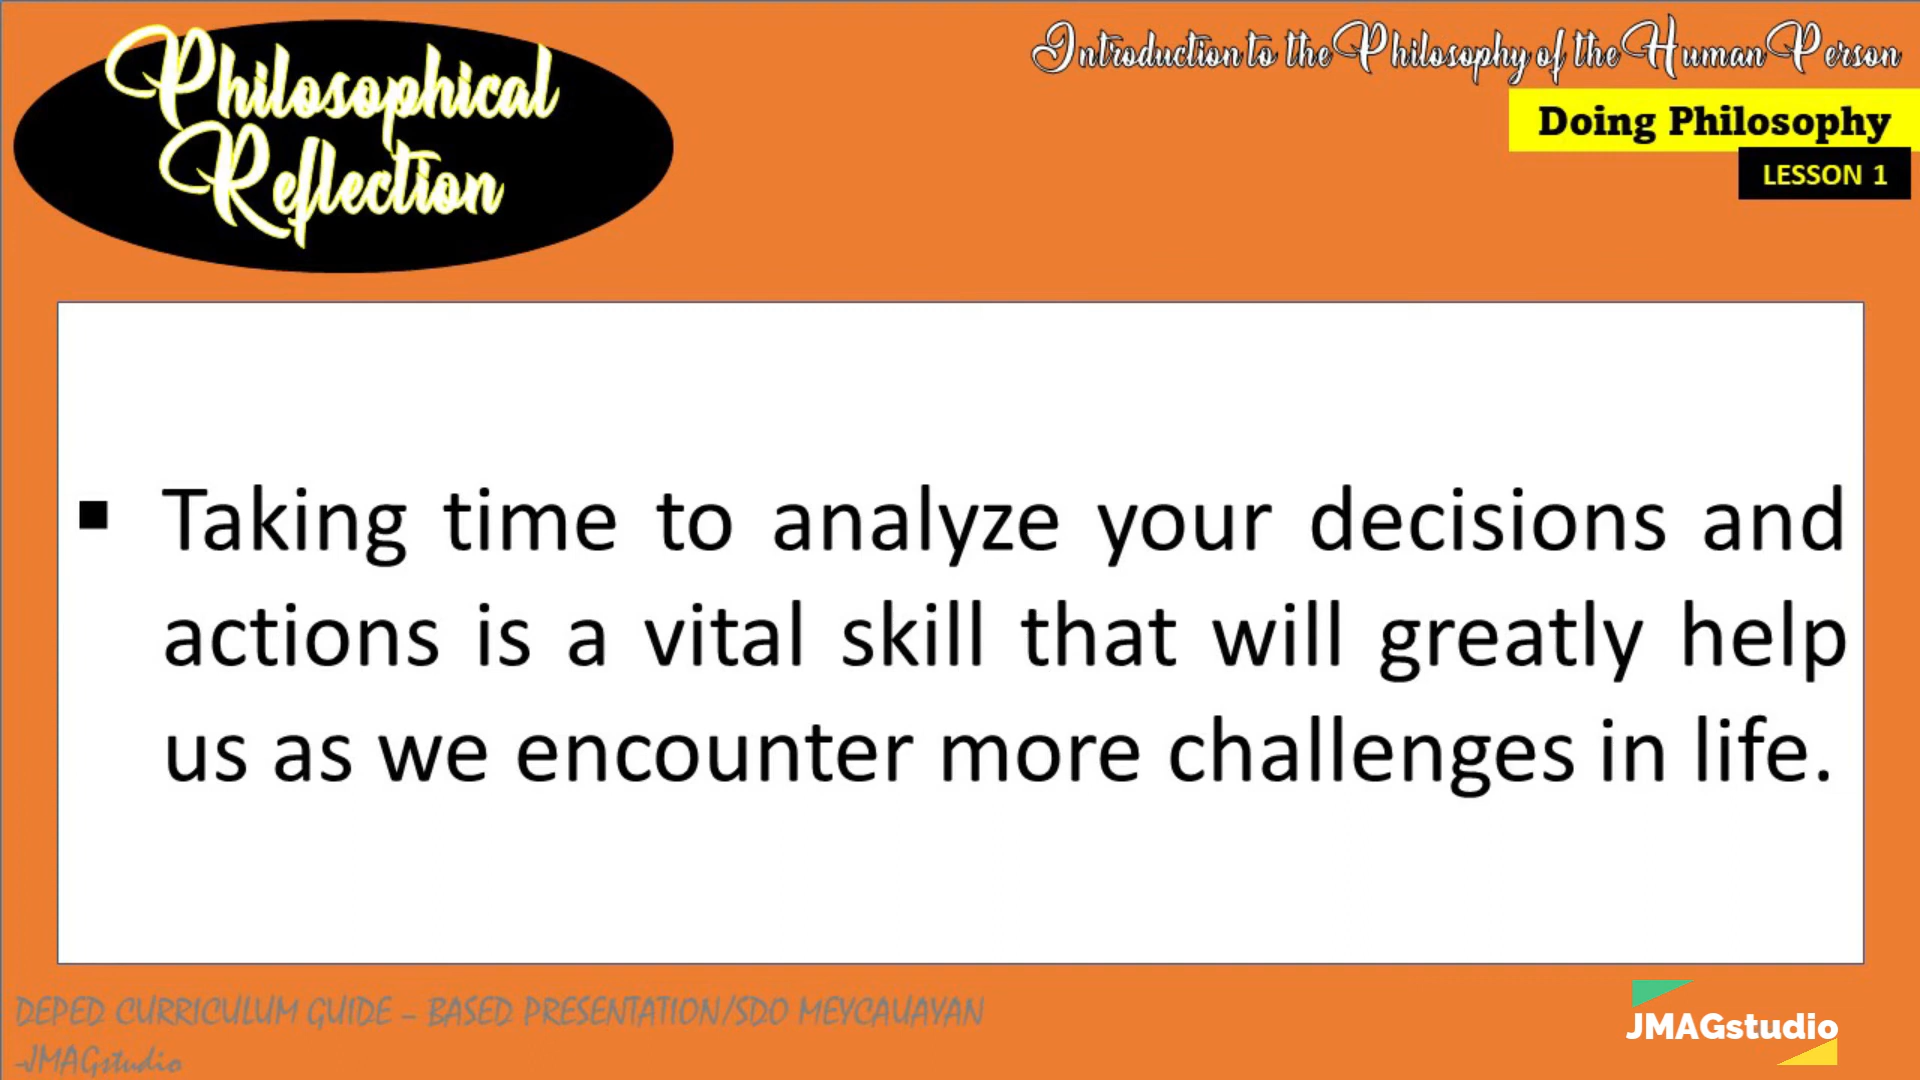 Philosophical
Reflection
Introduction to the Philosophy of the Human Person
Doing Philosophy
LESSON 1
▪ Taking time to analyze your decisions and
actions is a vital skill that will greatly help
us as we encounter more challenges in life.
DEPED CURRICULUM GUIDE – BASED PRESENTATION/SDO MEYCAUAYAN
-JMAGstudio
JMAGstudio